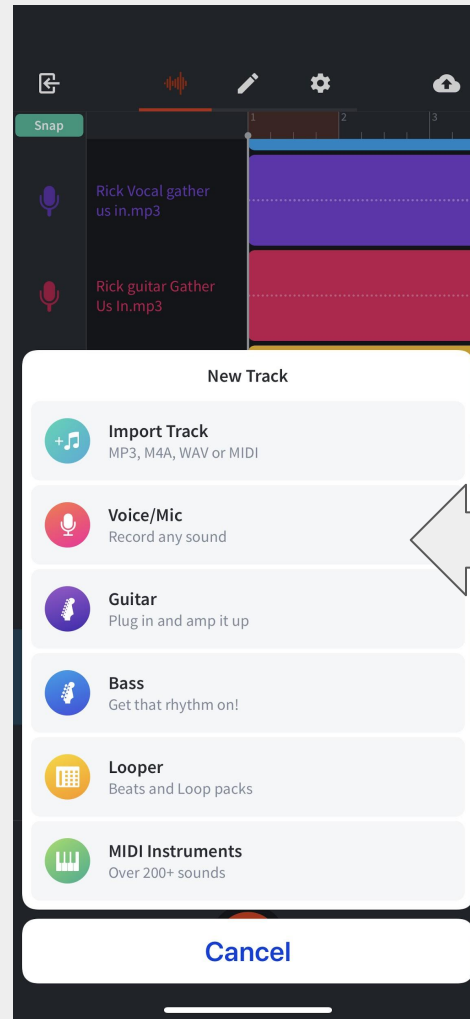 Snap
1
2
3
Rick Vocal gather
us in.mp3
Rick guitar Gather
Us In.mp3
New Track
Import Track
MP3, M4A, WAV or MIDI
Voice/Mic
Record any sound
Guitar
Plug in and amp it up
Bass
Get that rhythm on!
Looper
Beats and Loop packs
MIDI Instruments
Over 200+ sounds
Cancel